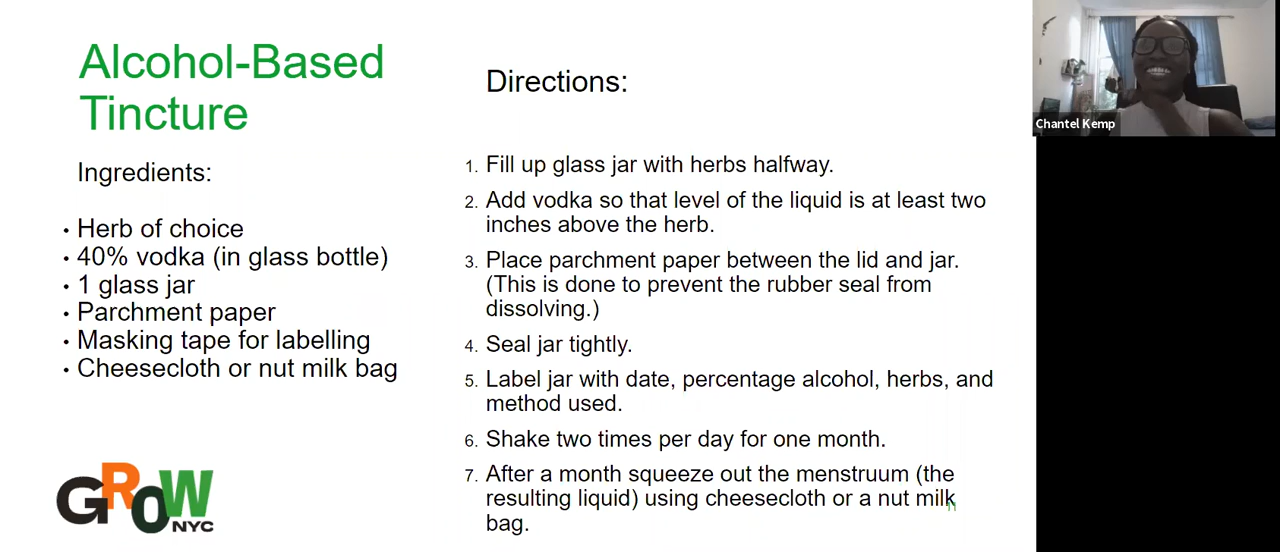 Alcohol-Based
Tincture
Ingredients:
• Herb of choice
• 40% vodka (in glass bottle)
• 1 glass jar
• Parchment paper
• Masking tape for labelling
• Cheesecloth or nut milk bag
GROW
NYC
Directions:
1. Fill up glass jar with herbs halfway.
2. Add vodka so that level of the liquid is at least two
inches above the herb.
3. Place parchment paper between the lid and jar.
(This is done to prevent the rubber seal from
dissolving.)
4. Seal jar tightly.
5. Label jar with date, percentage alcohol, herbs, and
method used.
6. Shake two times per day for one month.
7. After a month squeeze out the menstruum (the
resulting liquid) using cheesecloth or a nut milk
bag.
Chantel Kemp